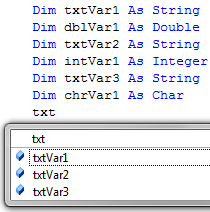 Dim txtVar1 As String
Dim dblVar1 As Double
Dim txtVar2 As String
Dim intVar1 As Integer
Dim txtVar3 As String
Dim chrVar1 As Char
txt
txt
txtVar1
txtVar2
txtVar3